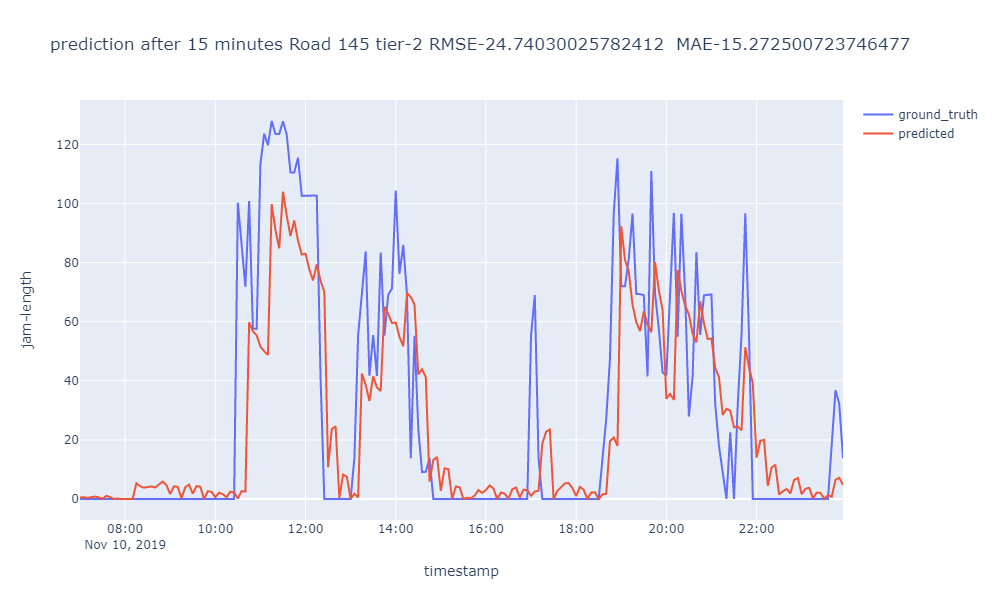 prediction after 15 minutes Road 145 tier-2 RMSE-24.74030025782412  MAE-15.272500723746477
ground_truth
predicted
jam-length
120
100
80
60
40
20
0
08:00 10:00 12:00 14:00 16:00 18:00 20:00 22:00
Nov 10, 2019
timestamp